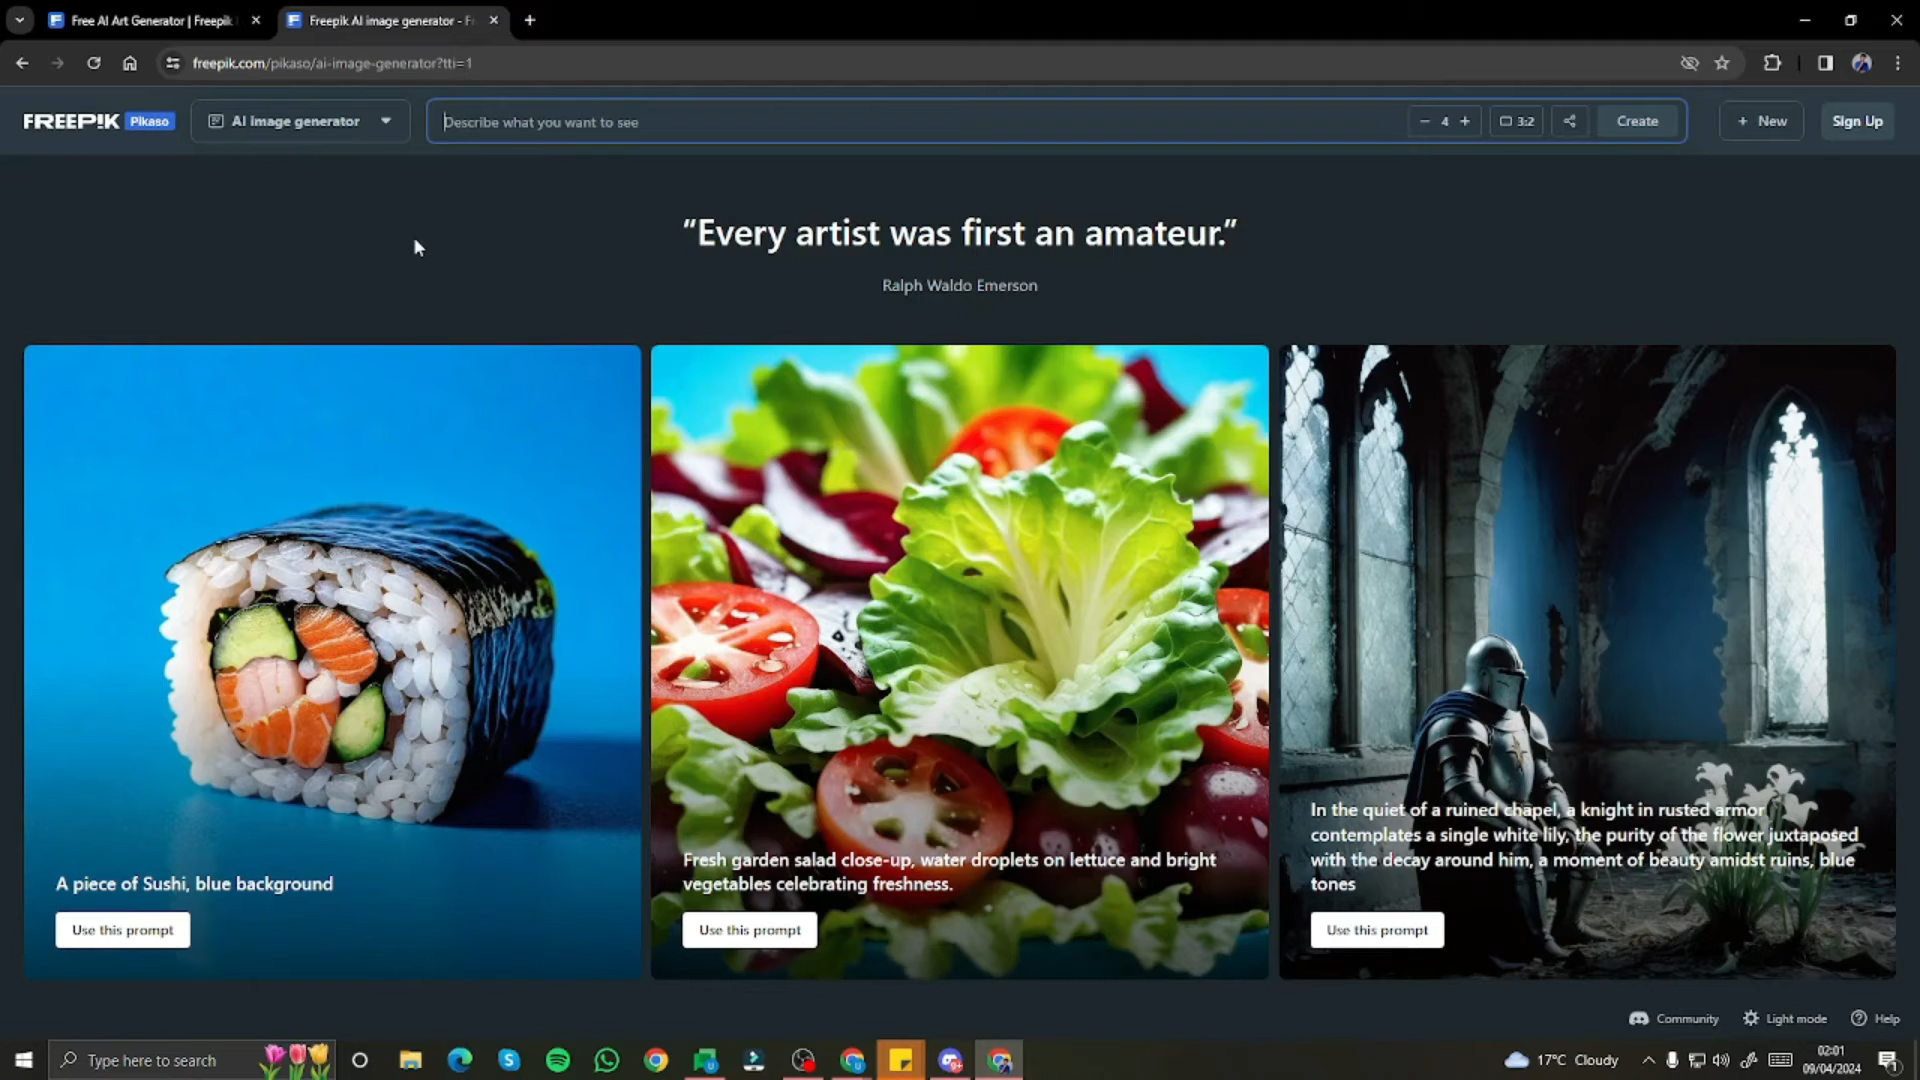 Free AI Art Generator | Freepik
Freepik AI image generator - Fr
freepik.com/pikaso/ai-image-generator?tti=1
FREEP!K Pikaso
AI image generator
Describe what you want to see
4
3:2
Create
+ New
Sign Up
“Every artist was first an amateur.”
Ralph Waldo Emerson
A piece of Sushi, blue background
Use this prompt
Fresh garden salad close-up, water droplets on lettuce and bright
vegetables celebrating freshness.
Use this prompt
In the quiet of a ruined chapel, a knight in rusted armor
contemplates a single white lily, the purity of the flower juxtaposed
with the decay around him, a moment of beauty amidst ruins, blue
tones
Use this prompt
Community
Light mode
Help
Type here to search
17°C Cloudy
02:01
09/04/2024